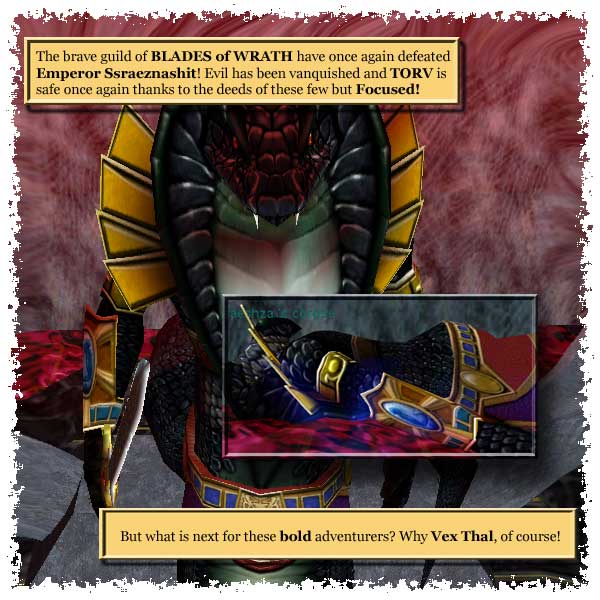 The brave guild of BLADES of WRATH have once again defeated
Emperor Ssraeznashit! Evil has been vanquished and TORV is
safe once again thanks to the deeds of these few but Focused!
aeshza`s corpse
But what is next for these bold adventurers? Why Vex Thal, of course!